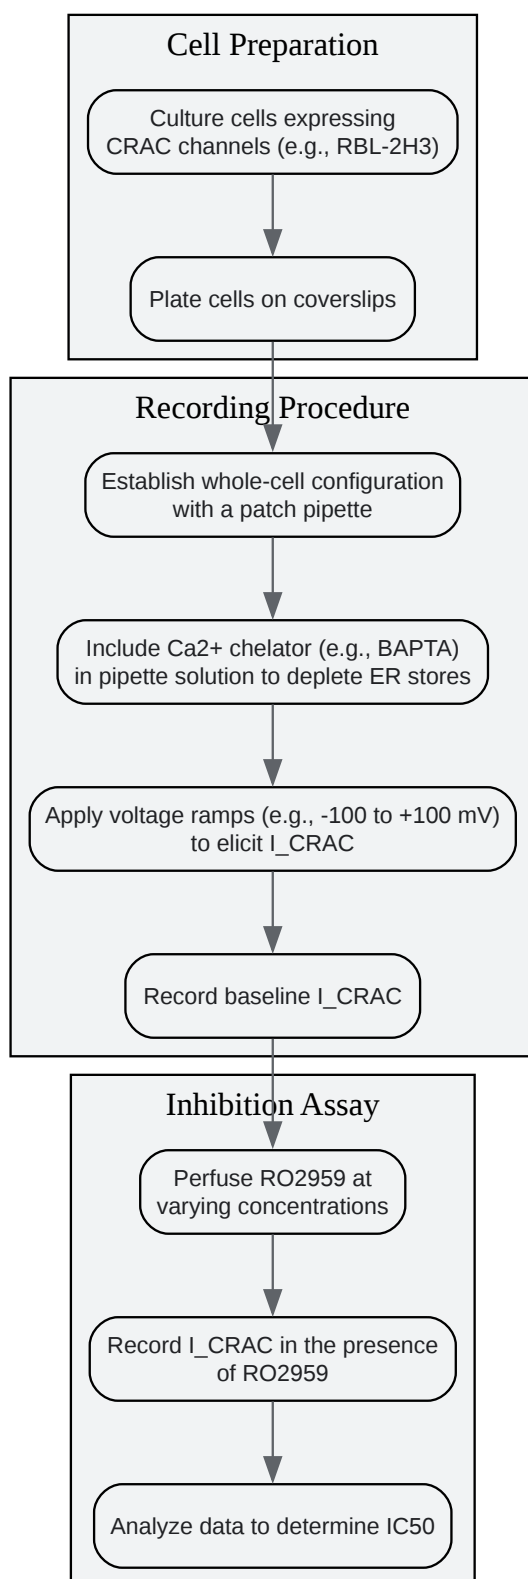 Cell Preparation
Culture cells expressing
CRAC channels (e.g., RBL-2H3)
Plate cells on coverslips
Recording Procedure
Establish whole-cell configuration
with a patch pipette
Include Ca2+ chelator (e.g., BAPTA)
in pipette solution to deplete ER stores
Apply voltage ramps (e.g., -100 to +100 mV)
to elicit I_CRAC
Record baseline I_CRAC
Inhibition Assay
Perfuse RO2959 at
varying concentrations
Record I_CRAC in the presence
of RO2959
Analyze data to determine IC50